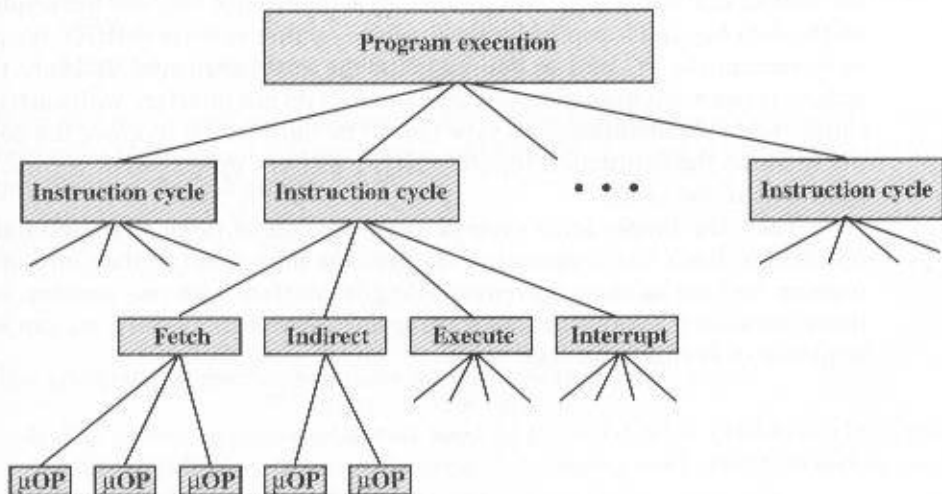 Program execution
Instruction cycle
Instruction cycle
• • •
Instruction cycle
Fetch
Indirect
Execute
Interrupt
μOP
μOP
μOP
μOP
μOP